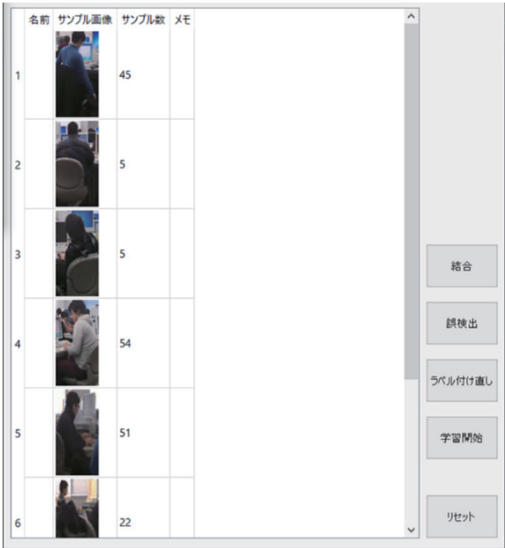 名前 サンプル画像 サンプル数 メモ
1 45
2 5
3 5
4 54
5 51
6 22
結合
誤検出
ラベル付け直し
学習開始
リセット